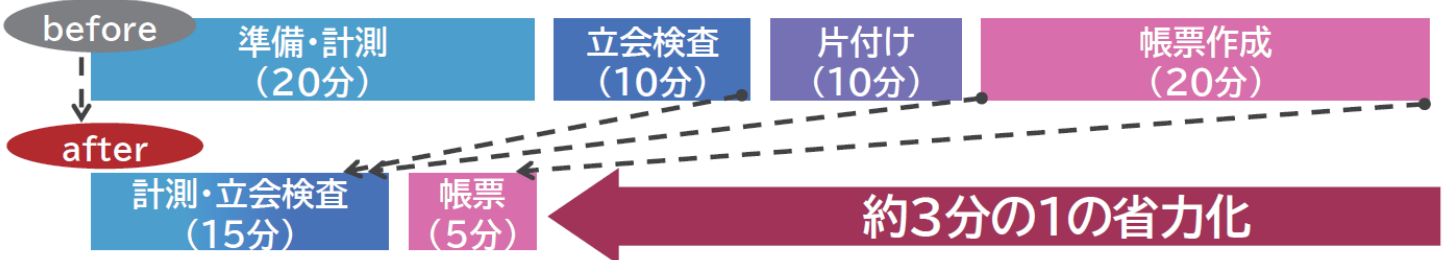 before
準備・計測
（20分）
立会検査
（10分）
片付け
（10分）
帳票作成
（20分）
after
計測・立会検査
（15分）
帳票
（5分）
約3分の1の省力化